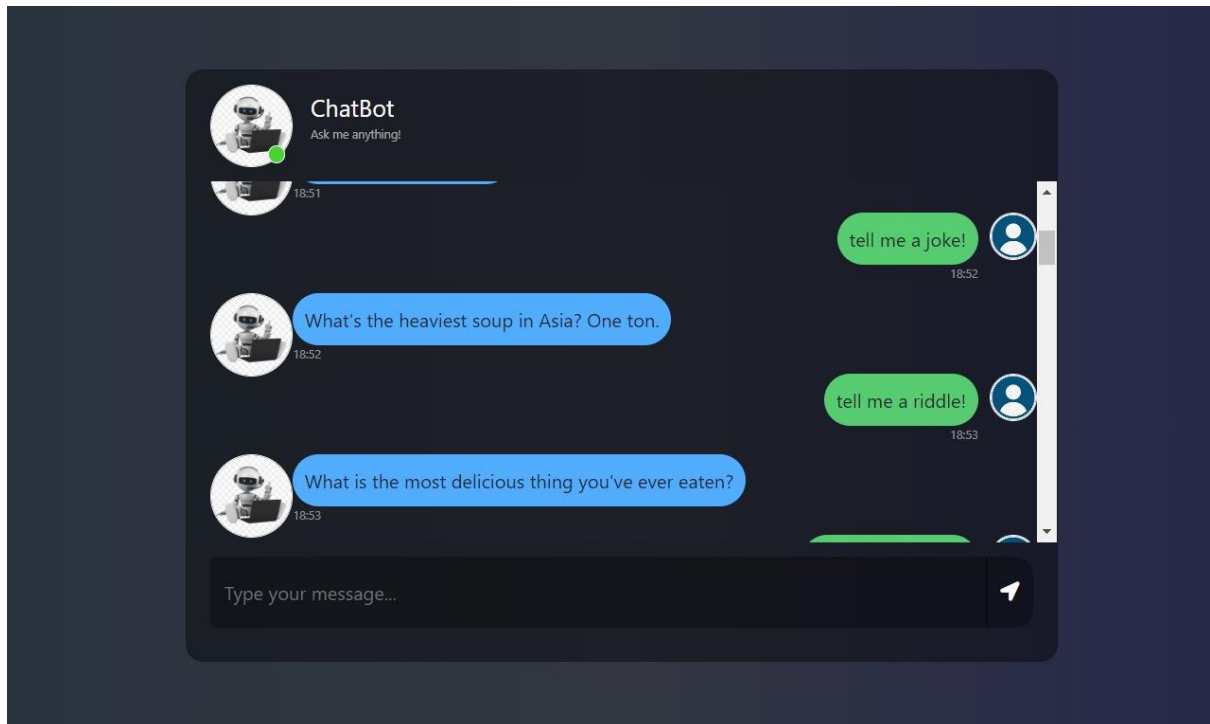 ChatBot
Ask me anything!
18:51
tell me a joke!
18:52
What's the heaviest soup in Asia? One ton.
18:52
tell me a riddle!
18:53
What is the most delicious thing you've ever eaten?
18:53
Type your message...